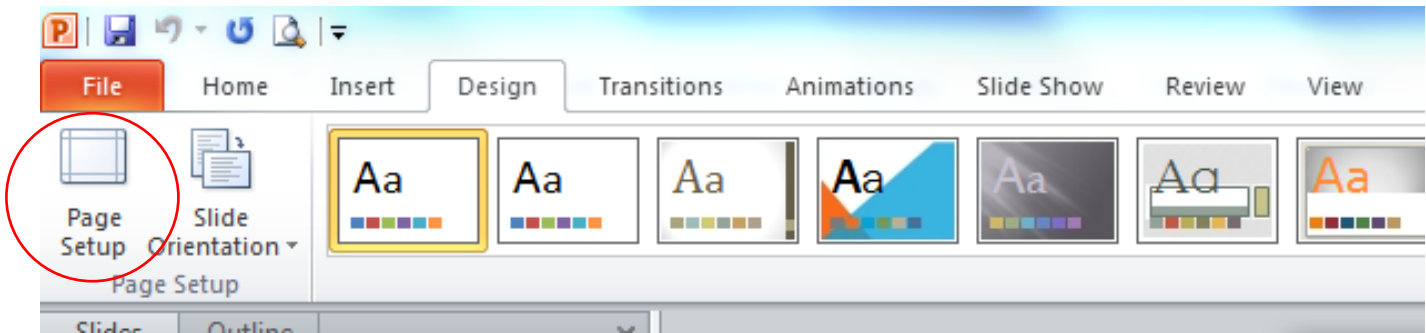 P
File Home Insert Design Transitions Animations Slide Show Review View
Aa Aa Aa Aa Aa Aa Aa
Page Slide
Setup Orientation
Page Setup
Slides Outline